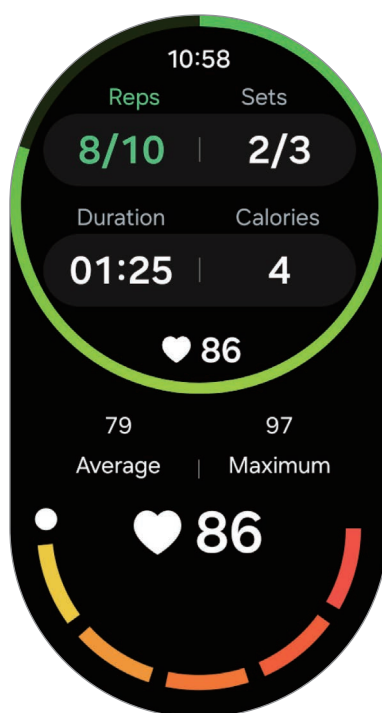 10:58
Reps Sets
8/10 | 2/3
Duration Calories
01:25 | 4
86
79 97
Average | Maximum
86